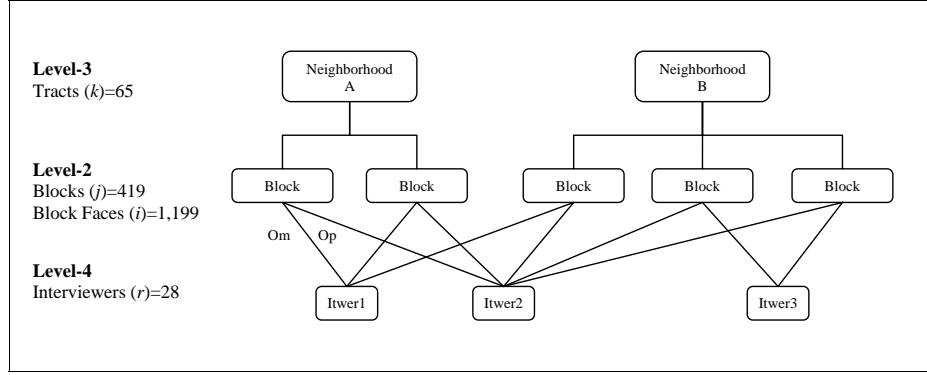 Level-3
Tracts (k)=65
Neighborhood
A
Neighborhood
B
Level-2
Blocks (j)=419
Block Faces (i)=1,199
Block
Block
Block
Block
Block
Om
Op
Level-4
Interviewers (r)=28
Itwer1
Itwer2
Itwer3